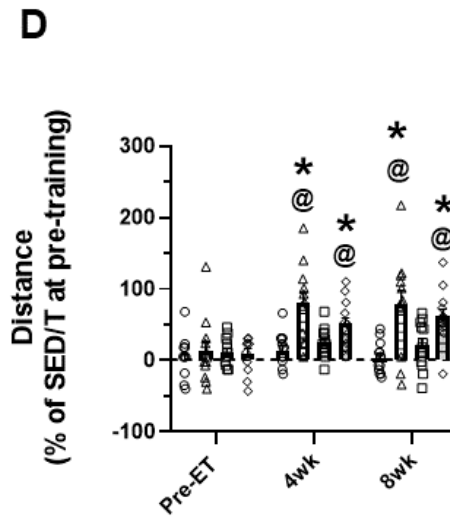 D
Distance
(% of SED/T at pre-training)
300
200
100
0
-100
* *
@ @
* *
@ @
Pre-ET 4wk 8wk